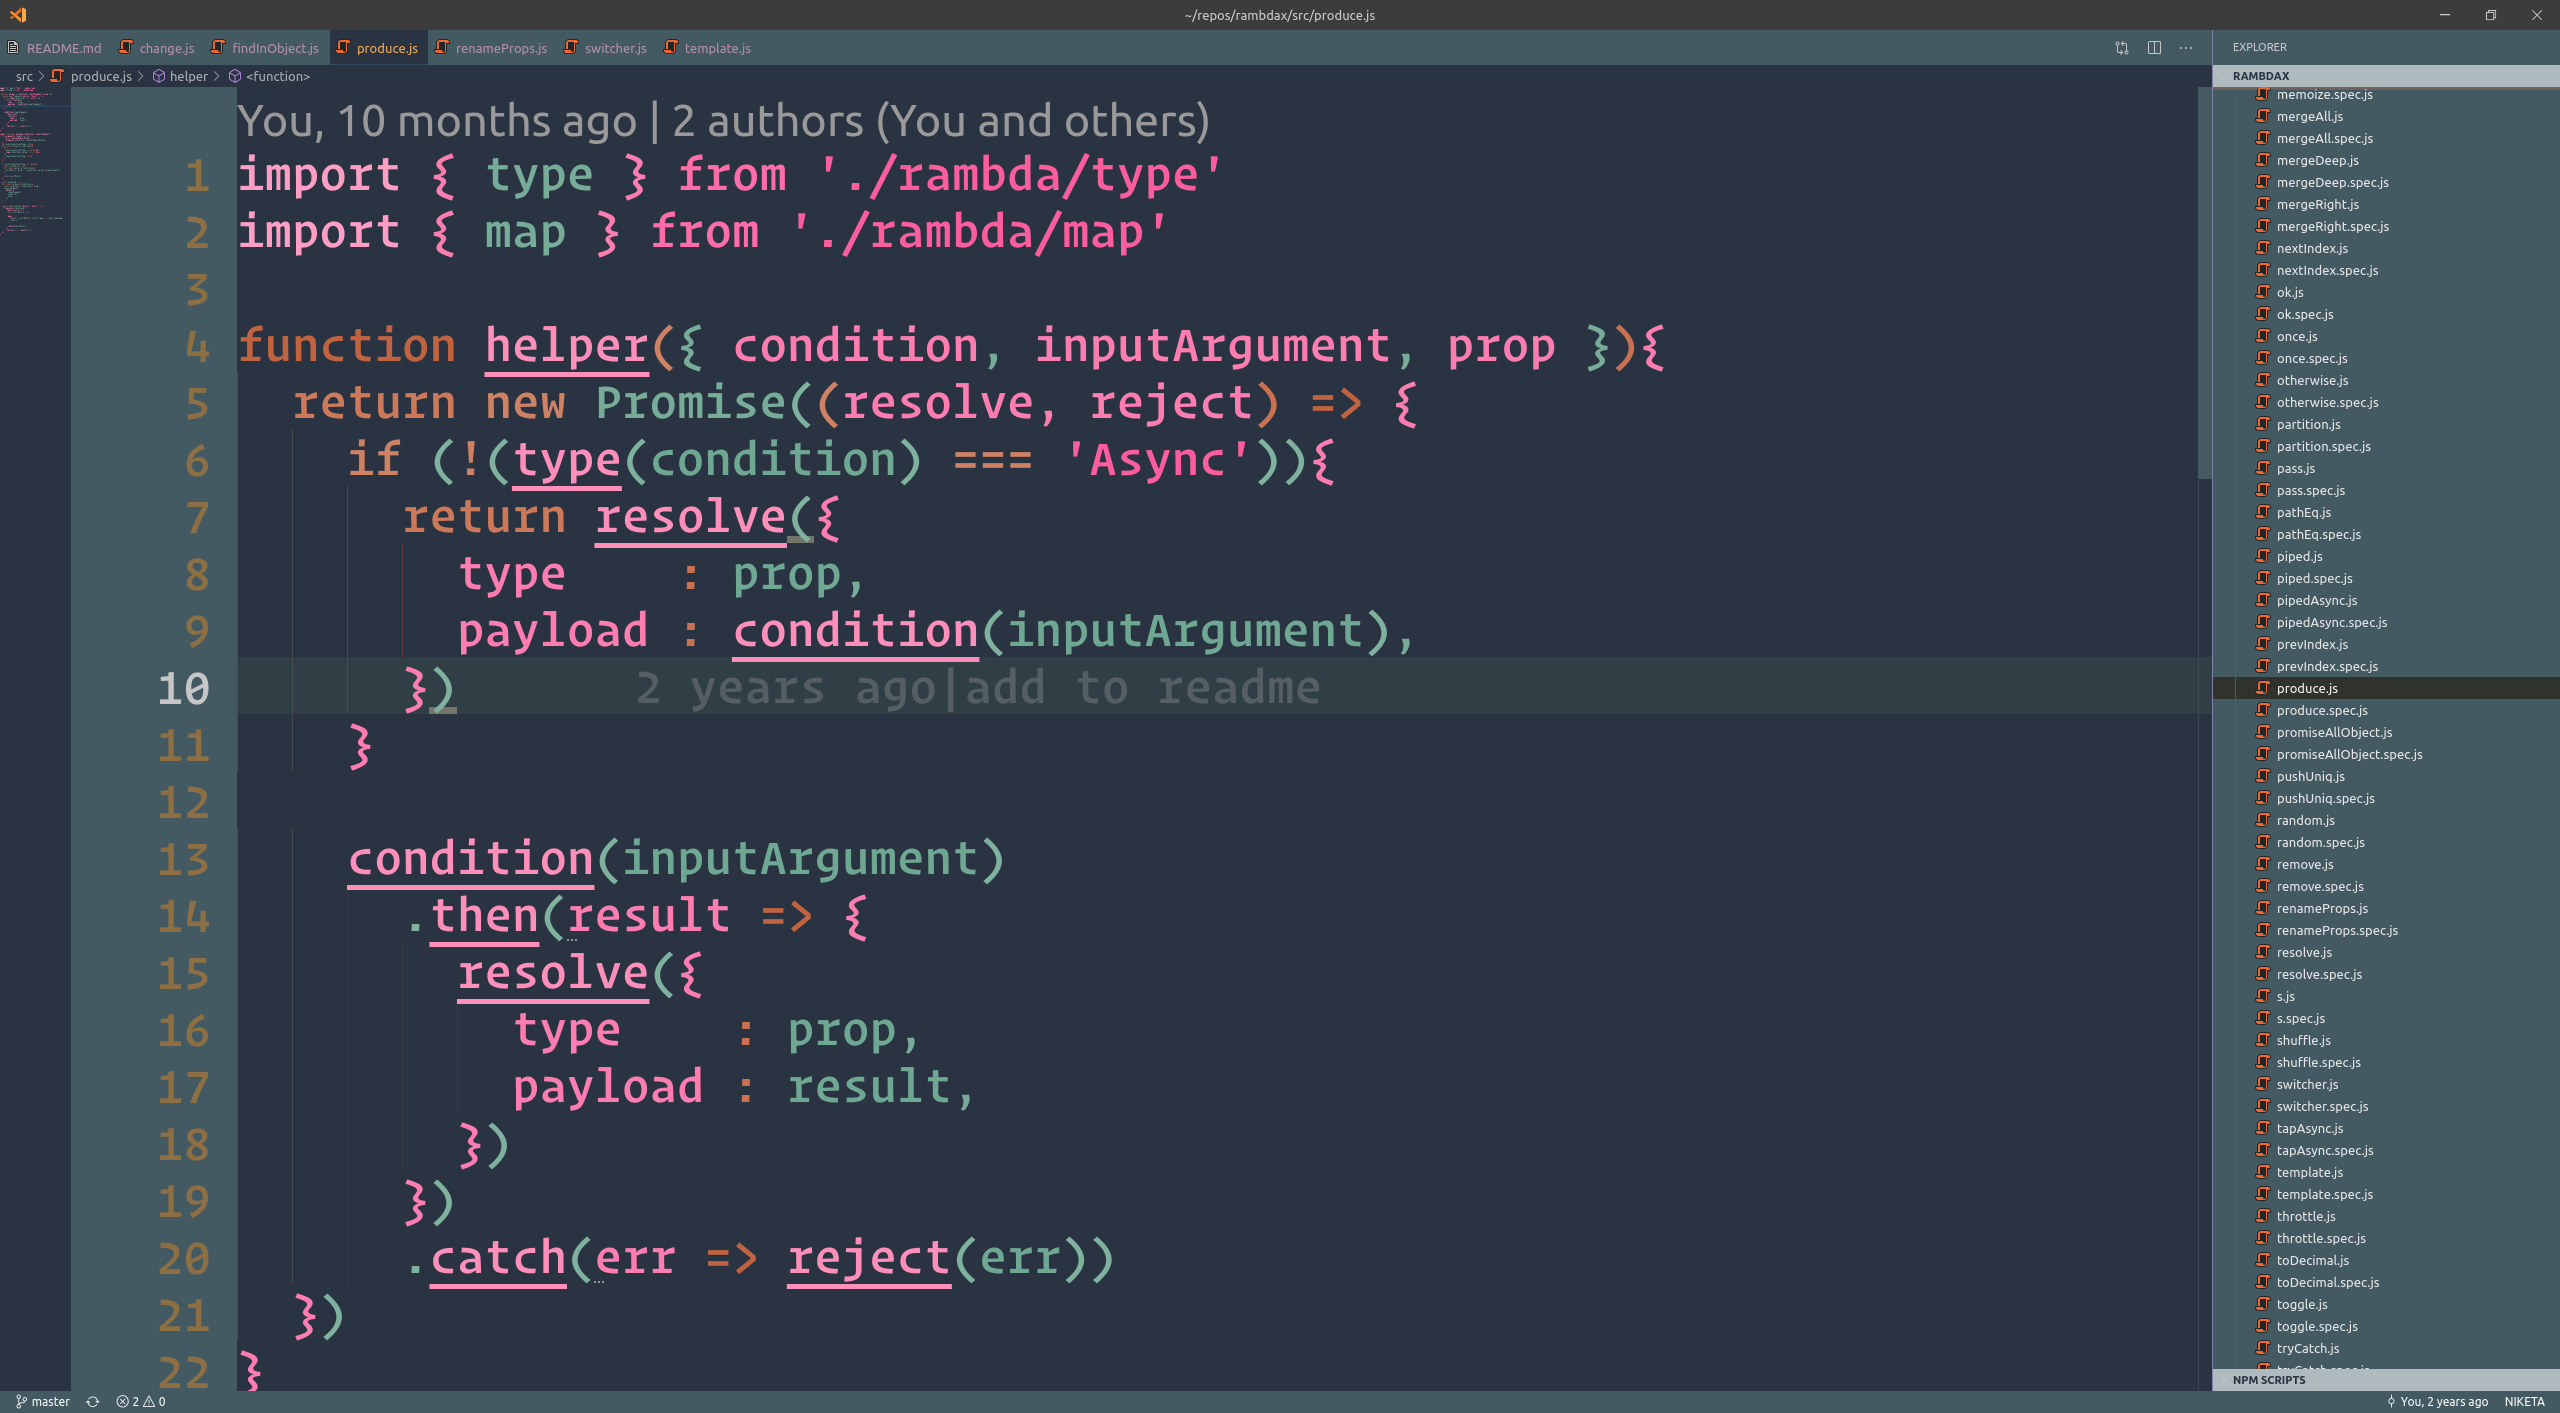 ~/repos/rambdax/src/produce.js
README.md change.js findInObject.js produce.js renameProps.js switcher.js template.js
src > produce.js > helper > <function>
You, 10 months ago | 2 authors (You and others)
1 import { type } from './rambda/type'
2 import { map } from './rambda/map'
3
4 function helper({ condition, inputArgument, prop }){
5   return new Promise((resolve, reject) => {
6     if (!(type(condition) === 'Async')){
7       return resolve({
8         type    : prop,
9         payload : condition(inputArgument),
10       })       2 years ago|add to readme
11     }
12
13     condition(inputArgument)
14       .then(result => {
15         resolve({
16           type    : prop,
17           payload : result,
18         })
19       })
20       .catch(err => reject(err))
21   })
22 }
EXPLORER
RAMBDAX
memoize.spec.js
mergeAll.js
mergeAll.spec.js
mergeDeep.js
mergeDeep.spec.js
mergeRight.js
mergeRight.spec.js
nextIndex.js
nextIndex.spec.js
ok.js
ok.spec.js
once.js
once.spec.js
otherwise.js
otherwise.spec.js
partition.js
partition.spec.js
pass.js
pass.spec.js
pathEq.js
pathEq.spec.js
piped.js
piped.spec.js
pipedAsync.js
pipedAsync.spec.js
prevIndex.js
prevIndex.spec.js
produce.js
produce.spec.js
promiseAllObject.js
promiseAllObject.spec.js
pushUniq.js
pushUniq.spec.js
random.js
random.spec.js
remove.js
remove.spec.js
renameProps.js
renameProps.spec.js
resolve.js
resolve.spec.js
s.js
s.spec.js
shuffle.js
shuffle.spec.js
switcher.js
switcher.spec.js
tapAsync.js
tapAsync.spec.js
template.js
template.spec.js
throttle.js
throttle.spec.js
toDecimal.js
toDecimal.spec.js
toggle.js
toggle.spec.js
tryCatch.js
NPM SCRIPTS
master 2 0
You, 2 years ago NIKETA